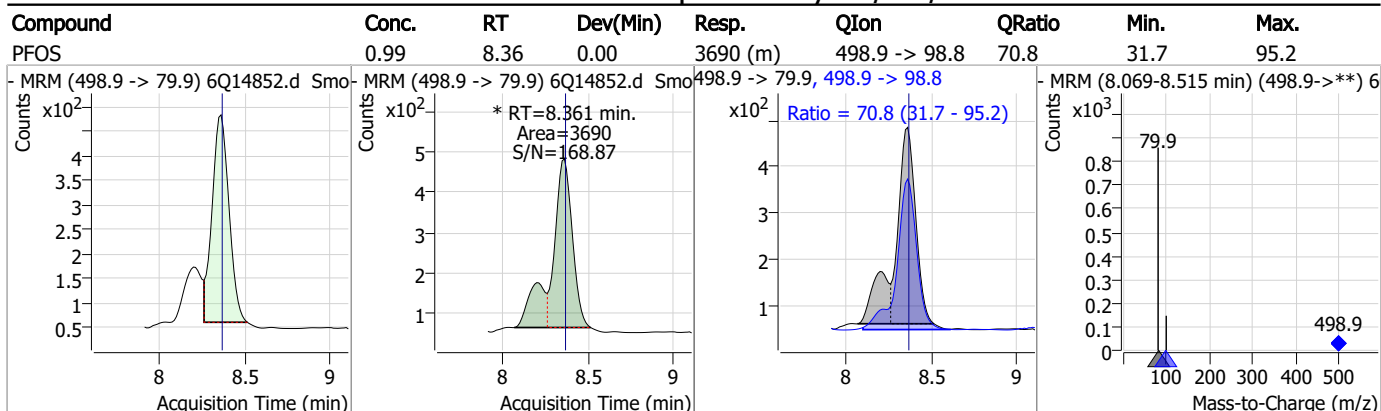 Compound Conc. RT Dev(Min) Resp. QIon QRatio Min. Max.
PFOS 0.99 8.36 0.00 3690 (m) 498.9 -> 98.8 70.8 31.7 95.2
- MRM (498.9 -> 79.9) 6Q14852.d Smo
Counts
x10²
4
3.5
3
2.5
2
1.5
1
0.5
8 8.5 9
Acquisition Time (min)
- MRM (498.9 -> 79.9) 6Q14852.d Smo
Counts
x10²
* RT=8.361 min.
Area=3690
S/N=168.87
5
4
3
2
1
8 8.5 9
Acquisition Time (min)
498.9 -> 79.9, 498.9 -> 98.8
x10²
Ratio = 70.8 (31.7 - 95.2)
4
3
2
1
8 8.5 9
Acquisition Time (min)
- MRM (8.069-8.515 min) (498.9->**) 6
Counts
x10³
79.9
0.8
0.7
0.6
0.5
0.4
0.3
0.2
0.1
0
498.9
100 200 300 400 500
Mass-to-Charge (m/z)